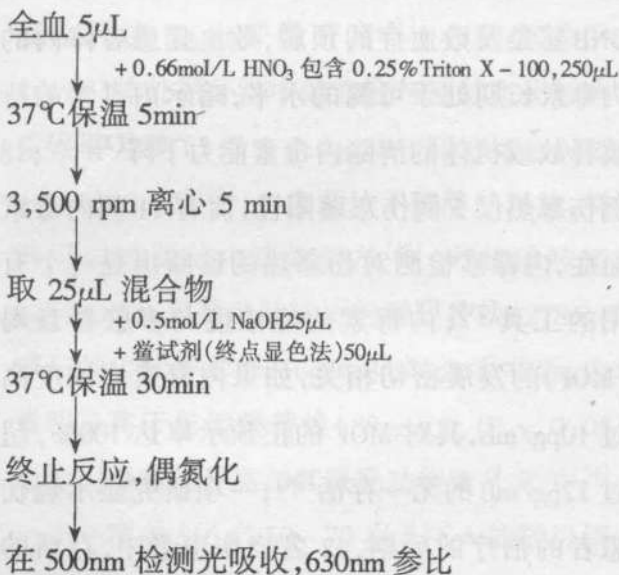 全血 5μL
+ 0.66mol/L HNO₃ 包含 0.25%Triton X-100,250μL
37℃保温 5min
3,500 rpm 离心 5 min
取 25μL 混合物
+ 0.5mol/L NaOH25μL
+ 鲎试剂(终点显色法)50μL
37℃保温 30min
终止反应,偶氮化
在 500nm 检测光吸收,630nm 参比